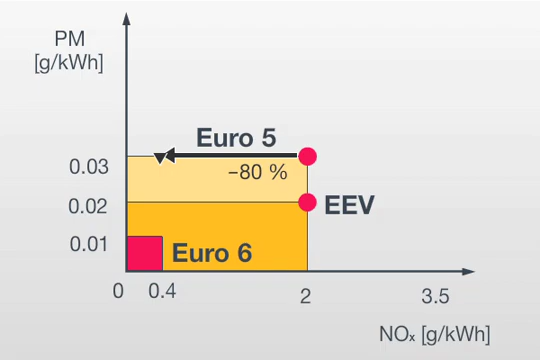 PM
[g/kWh]
Euro 5
0.03
−80 %
0.02
EEV
0.01
Euro 6
0
0.4
2
3.5
NOₓ [g/kWh]